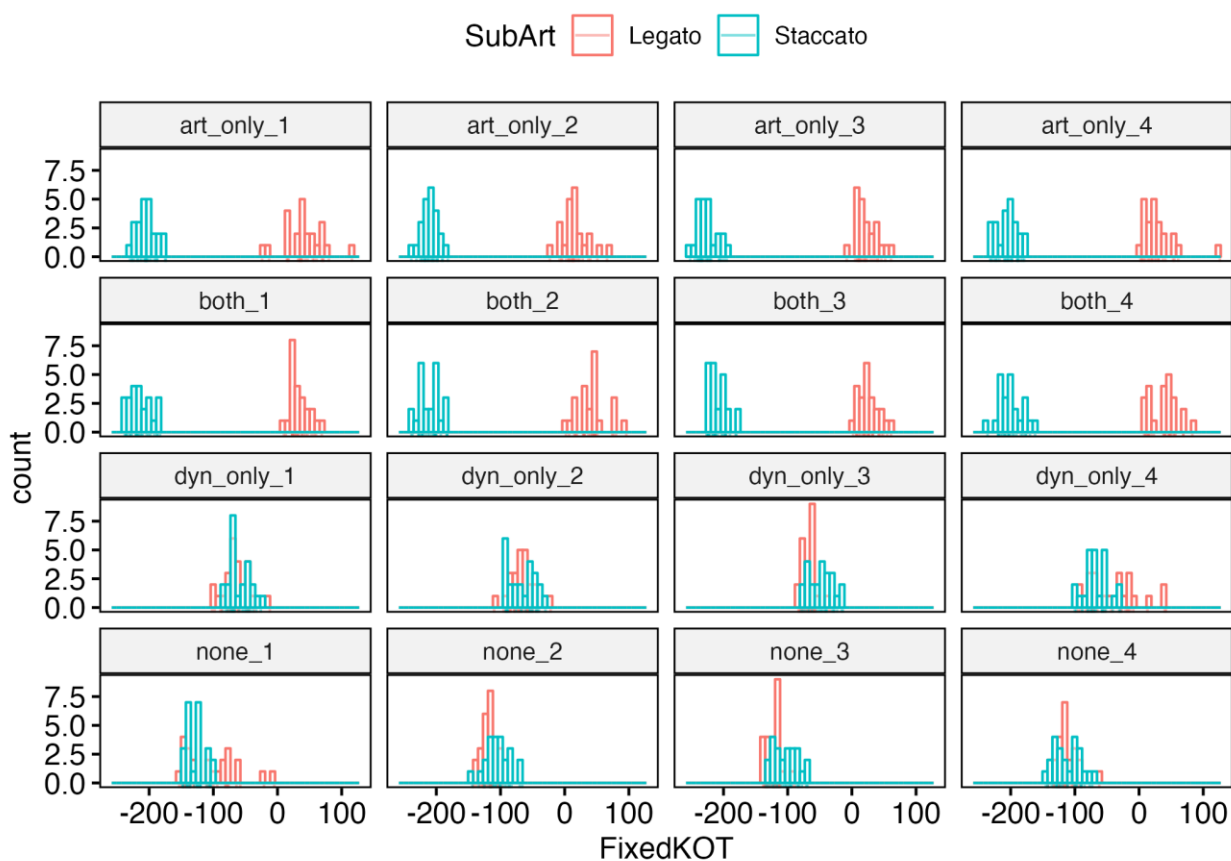 SubArt Legato Staccato
art_only_1 art_only_2 art_only_3 art_only_4
7.5
5.0
2.5
0.0
both_1 both_2 both_3 both_4
7.5
5.0
2.5
0.0
count
dyn_only_1 dyn_only_2 dyn_only_3 dyn_only_4
7.5
5.0
2.5
0.0
none_1 none_2 none_3 none_4
7.5
5.0
2.5
0.0
-200 -100 0 100 -200 -100 0 100 -200 -100 0 100 -200 -100 0 100
FixedKOT